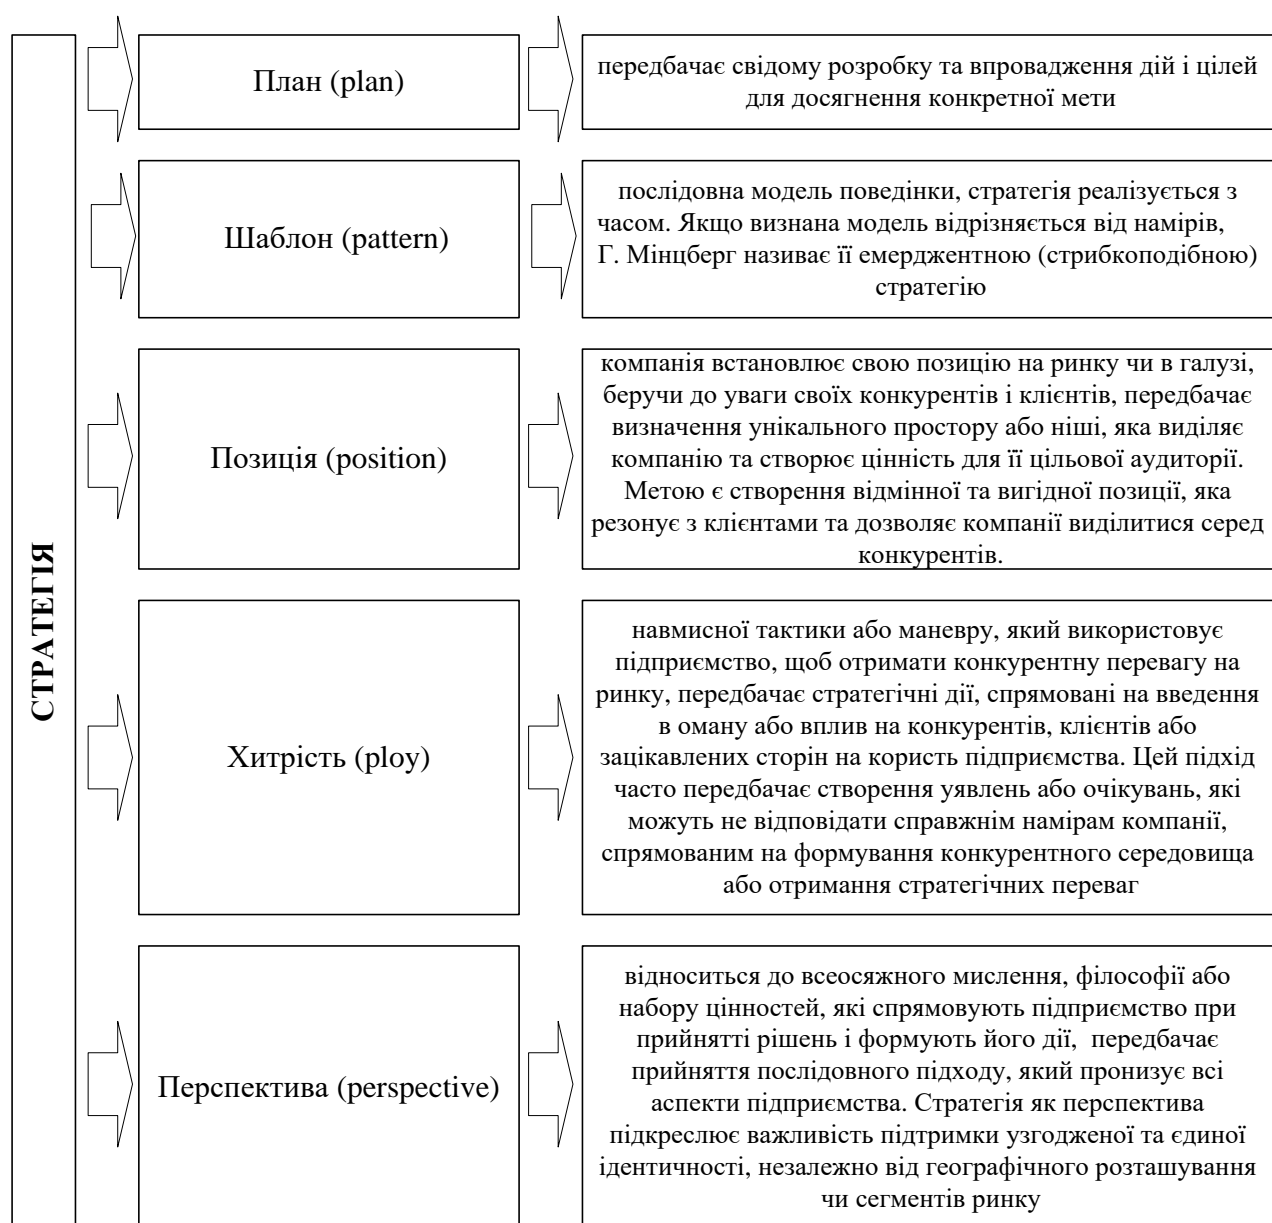 СТРАТЕГІЯ
План (plan)
передбачає свідому розробку та впровадження дій і цілей
для досягнення конкретної мети
Шаблон (pattern)
послідовна модель поведінки, стратегія реалізується з
часом. Якщо визнана модель відрізняється від намірів,
Г. Мінцберг називає її емерджентною (стрибкоподібною)
стратегію
Позиція (position)
компанія встановлює свою позицію на ринку чи в галузі,
беручи до уваги своїх конкурентів і клієнтів, передбачає
визначення унікального простору або ніші, яка виділяє
компанію та створює цінність для її цільової аудиторії.
Метою є створення відмінної та вигідної позиції, яка
резонує з клієнтами та дозволяє компанії виділитися серед
конкурентів.
Хитрість (ploy)
навмисної тактики або маневру, який використовує
підприємство, щоб отримати конкурентну перевагу на
ринку, передбачає стратегічні дії, спрямовані на введення
в оману або вплив на конкурентів, клієнтів або
зацікавлених сторін на користь підприємства. Цей підхід
часто передбачає створення уявлень або очікувань, які
можуть не відповідати справжнім намірам компанії,
спрямованим на формування конкурентного середовища
або отримання стратегічних переваг
Перспектива (perspective)
відноситься до всеосяжного мислення, філософії або
набору цінностей, які спрямовують підприємство при
прийнятті рішень і формують його дії, передбачає
прийняття послідовного підходу, який пронизує всі
аспекти підприємства. Стратегія як перспектива
підкреслює важливість підтримки узгодженої та єдиної
ідентичності, незалежно від географічного розташування
чи сегментів ринку